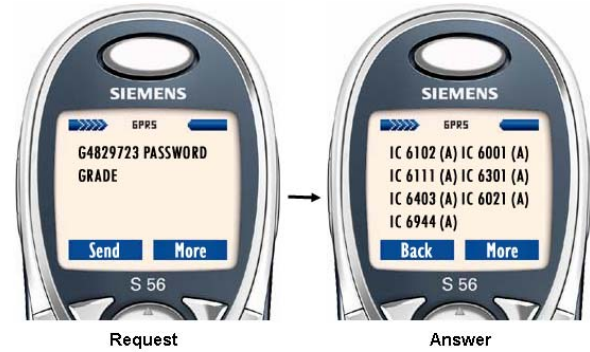 SIEMENS
GPRS
G4829723 PASSWORD
GRADE
Send More
S 56
Request
SIEMENS
GPRS
IC 6102 (A) IC 6001 (A)
IC 6111 (A) IC 6301 (A)
IC 6403 (A) IC 6021 (A)
IC 6944 (A)
Back More
S 56
Answer